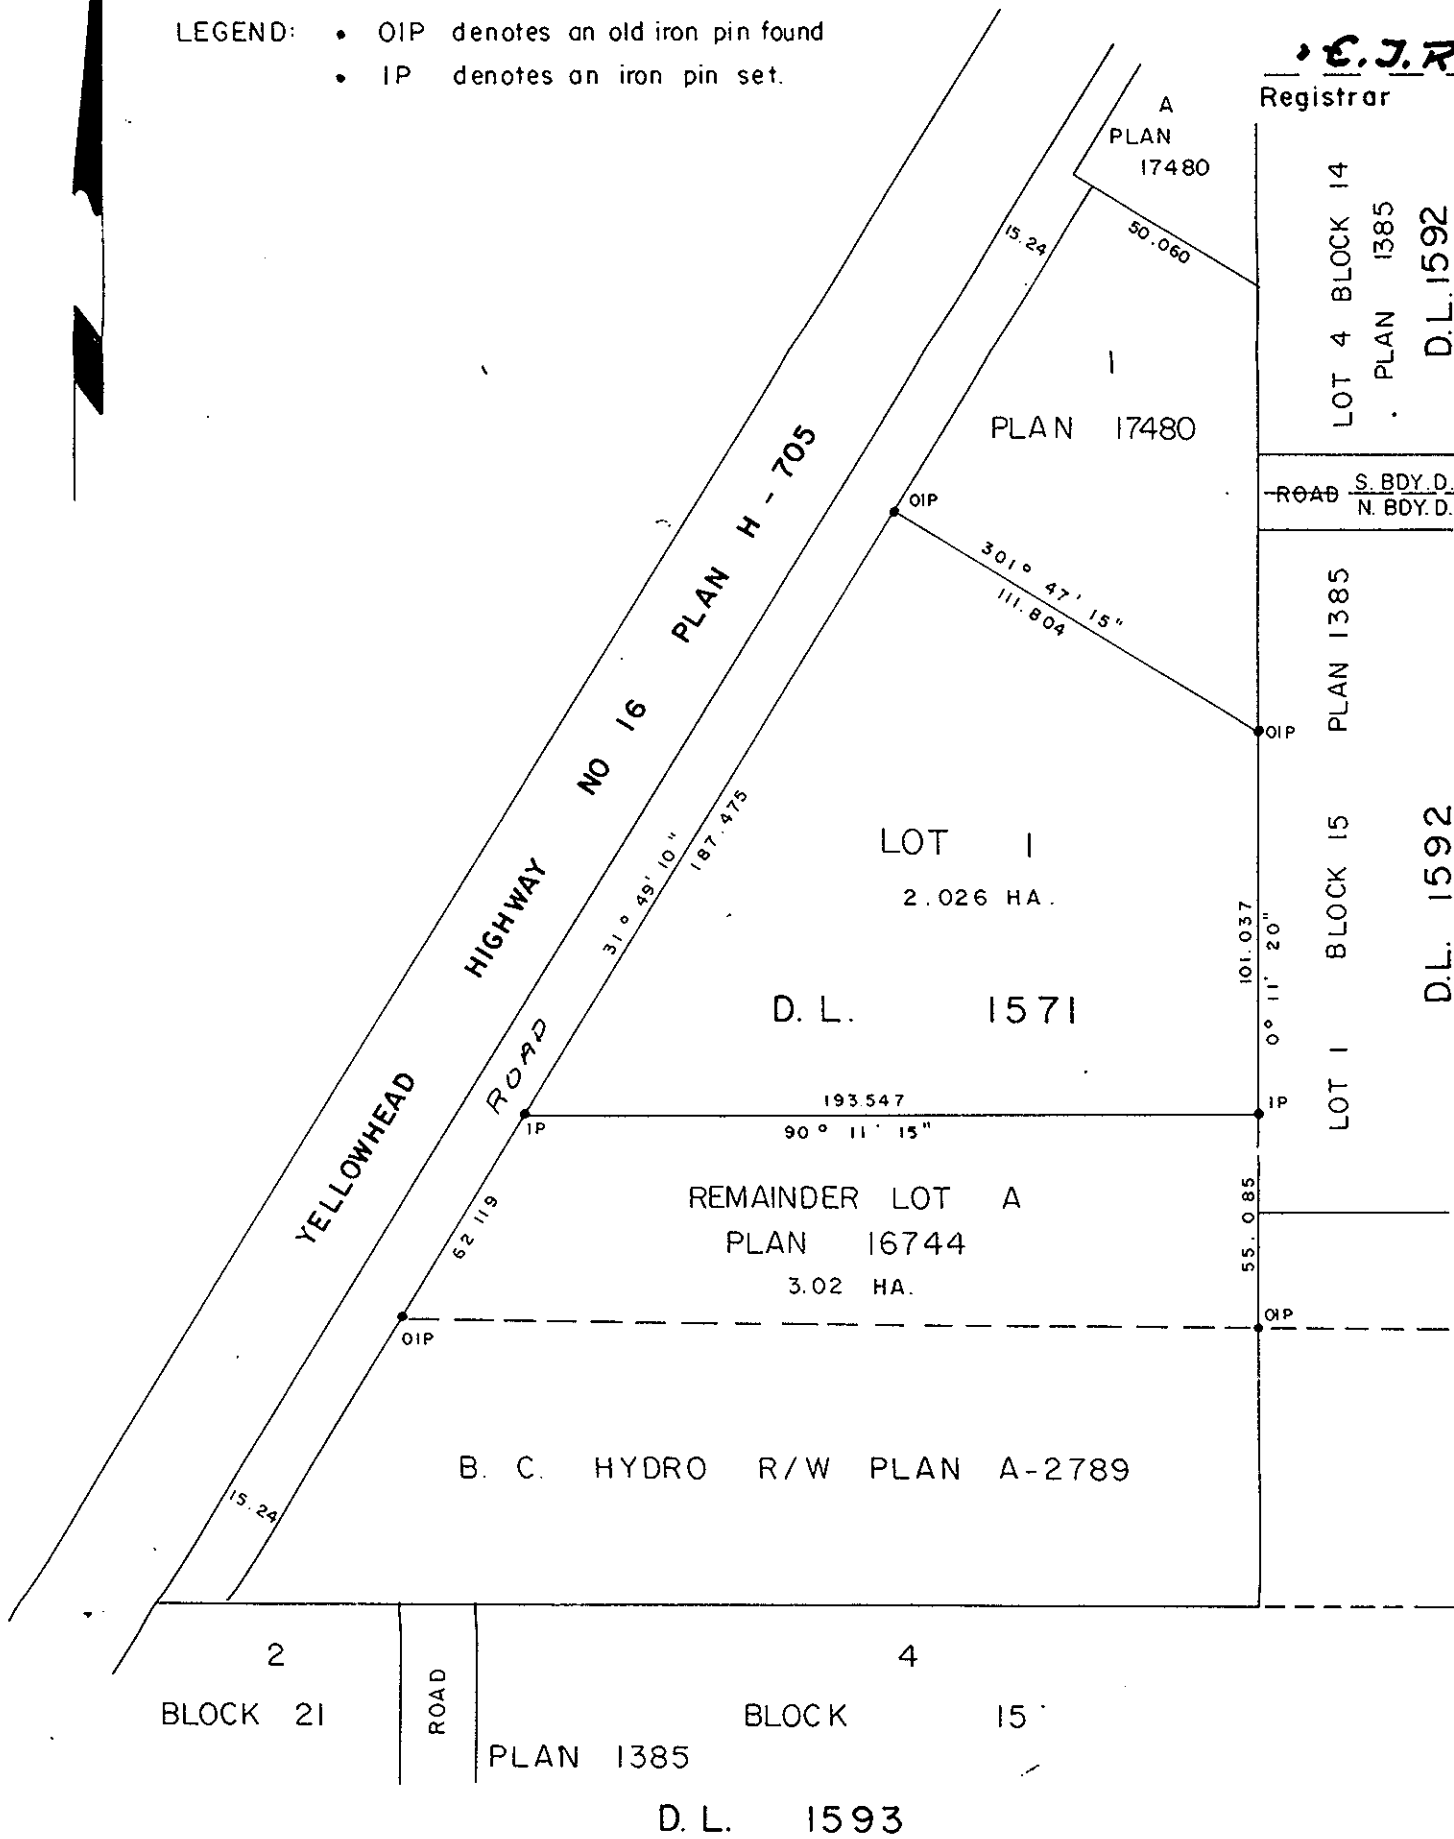 LEGEND: • OIP denotes an old iron pin found
• IP denotes an iron pin set.
E.J.R
Registrar
A
PLAN
17480
50.060
15.24
LOT 4 BLOCK 14
PLAN 1385
D.L. 1592
1
PLAN 17480
ROAD
S. BDY. D.
N. BDY. D.
OIP
301° 47' 15"
111.804
OIP
YELLOWHEAD HIGHWAY NO 16 PLAN H - 705
ROAD
31° 49' 10"
187.475
LOT 1
2.026 HA.
D. L. 1571
101.037
0° 11' 20"
LOT 1 BLOCK 15 PLAN 1385
D.L. 1592
193.547
90° 11' 15"
IP
IP
62.119
REMAINDER LOT A
PLAN 16744
3.02 HA.
55.085
OIP
OIP
B. C. HYDRO R/W PLAN A-2789
15.24
2
BLOCK 21
ROAD
4
BLOCK 15
PLAN 1385
D. L. 1593